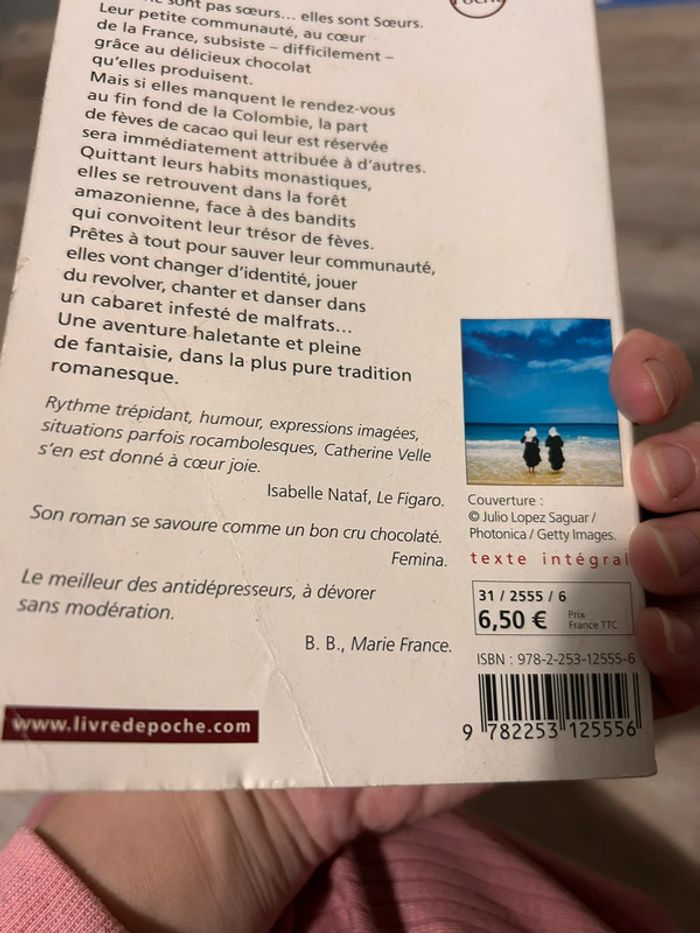 sont pas sœurs... elles sont Sœurs.
Leur petite communauté, au cœur
de la France, subsiste – difficilement –
grâce au délicieux chocolat
qu'elles produisent.
Mais si elles manquent le rendez-vous
au fin fond de la Colombie, la part
de fèves de cacao qui leur est réservée
sera immédiatement attribuée à d'autres.
Quittant leurs habits monastiques,
elles se retrouvent dans la forêt
amazonienne, face à des bandits
qui convoitent leur trésor de fèves.
Prêtes à tout pour sauver leur communauté,
elles vont changer d'identité, jouer
du revolver, chanter et danser dans
un cabaret infesté de malfrats...
Une aventure haletante et pleine
de fantaisie, dans la plus pure tradition
romanesque.
Rythme trépidant, humour, expressions imagées,
situations parfois rocambolesques, Catherine Velle
s'en est donné à cœur joie.
Isabelle Nataf, Le Figaro.
Son roman se savoure comme un bon cru chocolaté.
Femina.
Le meilleur des antidépresseurs, à dévorer
sans modération.
B. B., Marie France.
www.livredepoche.com
Couverture :
© Julio Lopez Saguar /
Photonica / Getty Images.
texte intégral
31 / 2555 / 6
6,50 € Prix
France TTC
ISBN : 978-2-253-12555-6
9 782253 125556